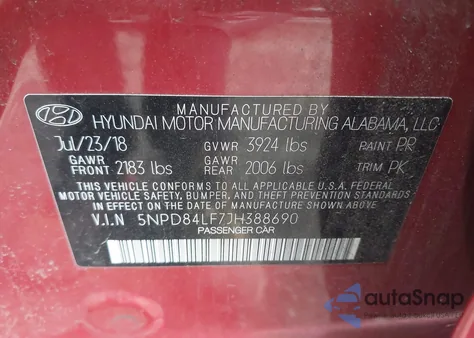 MANUFACTURED BY
HYUNDAI MOTOR MANUFACTURING ALABAMA, LLC
Jul/23/18 GVWR 3924 lbs PAINT PR
GAWR FRONT 2183 lbs GAWR REAR 2006 lbs TRIM PK
THIS VEHICLE CONFORMS TO ALL APPLICABLE U.S.A. FEDERAL
MOTOR VEHICLE SAFETY, BUMPER, AND THEFT PREVENTION STANDARDS
IN EFFECT ON THE DATE OF MANUFACTURE SHOWN ABOVE.
V.I.N 5NPD84LF7JH388690
PASSENGER CAR
autoSnap